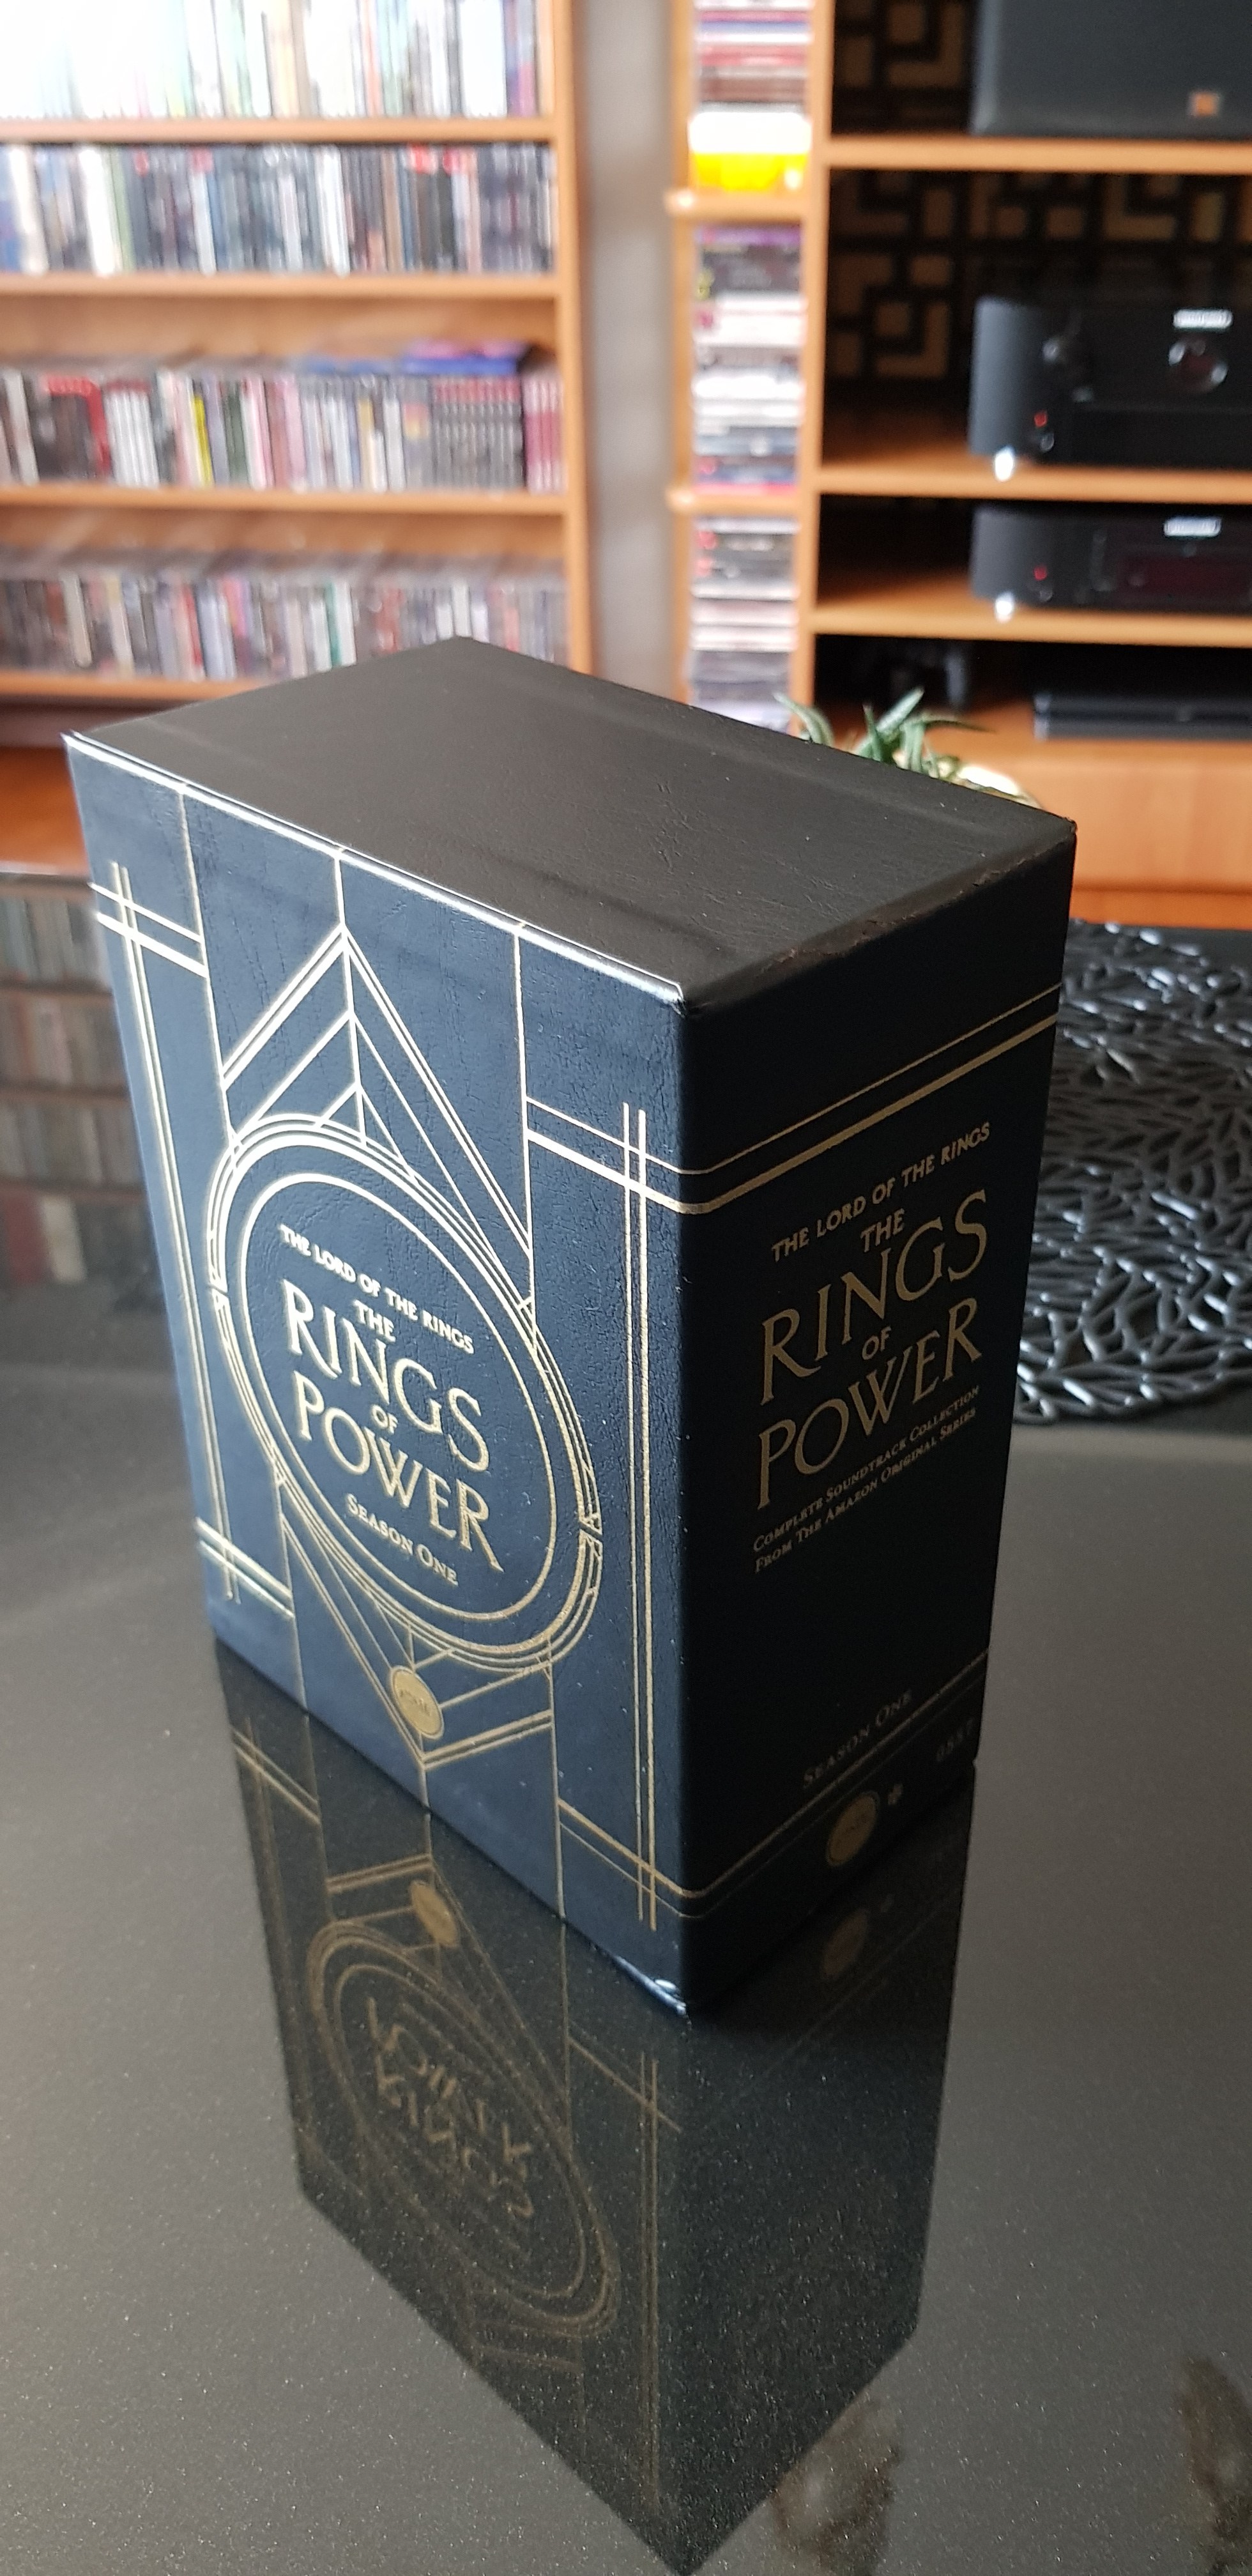 THE LORD OF THE RINGS
THE
RINGS
OF
POWER
SEASON ONE
THE LORD OF THE RINGS
THE
RINGS
OF
POWER
COMPLETE SOUNDTRACK COLLECTION
FROM THE AMAZON ORIGINAL SERIES
SEASON ONE